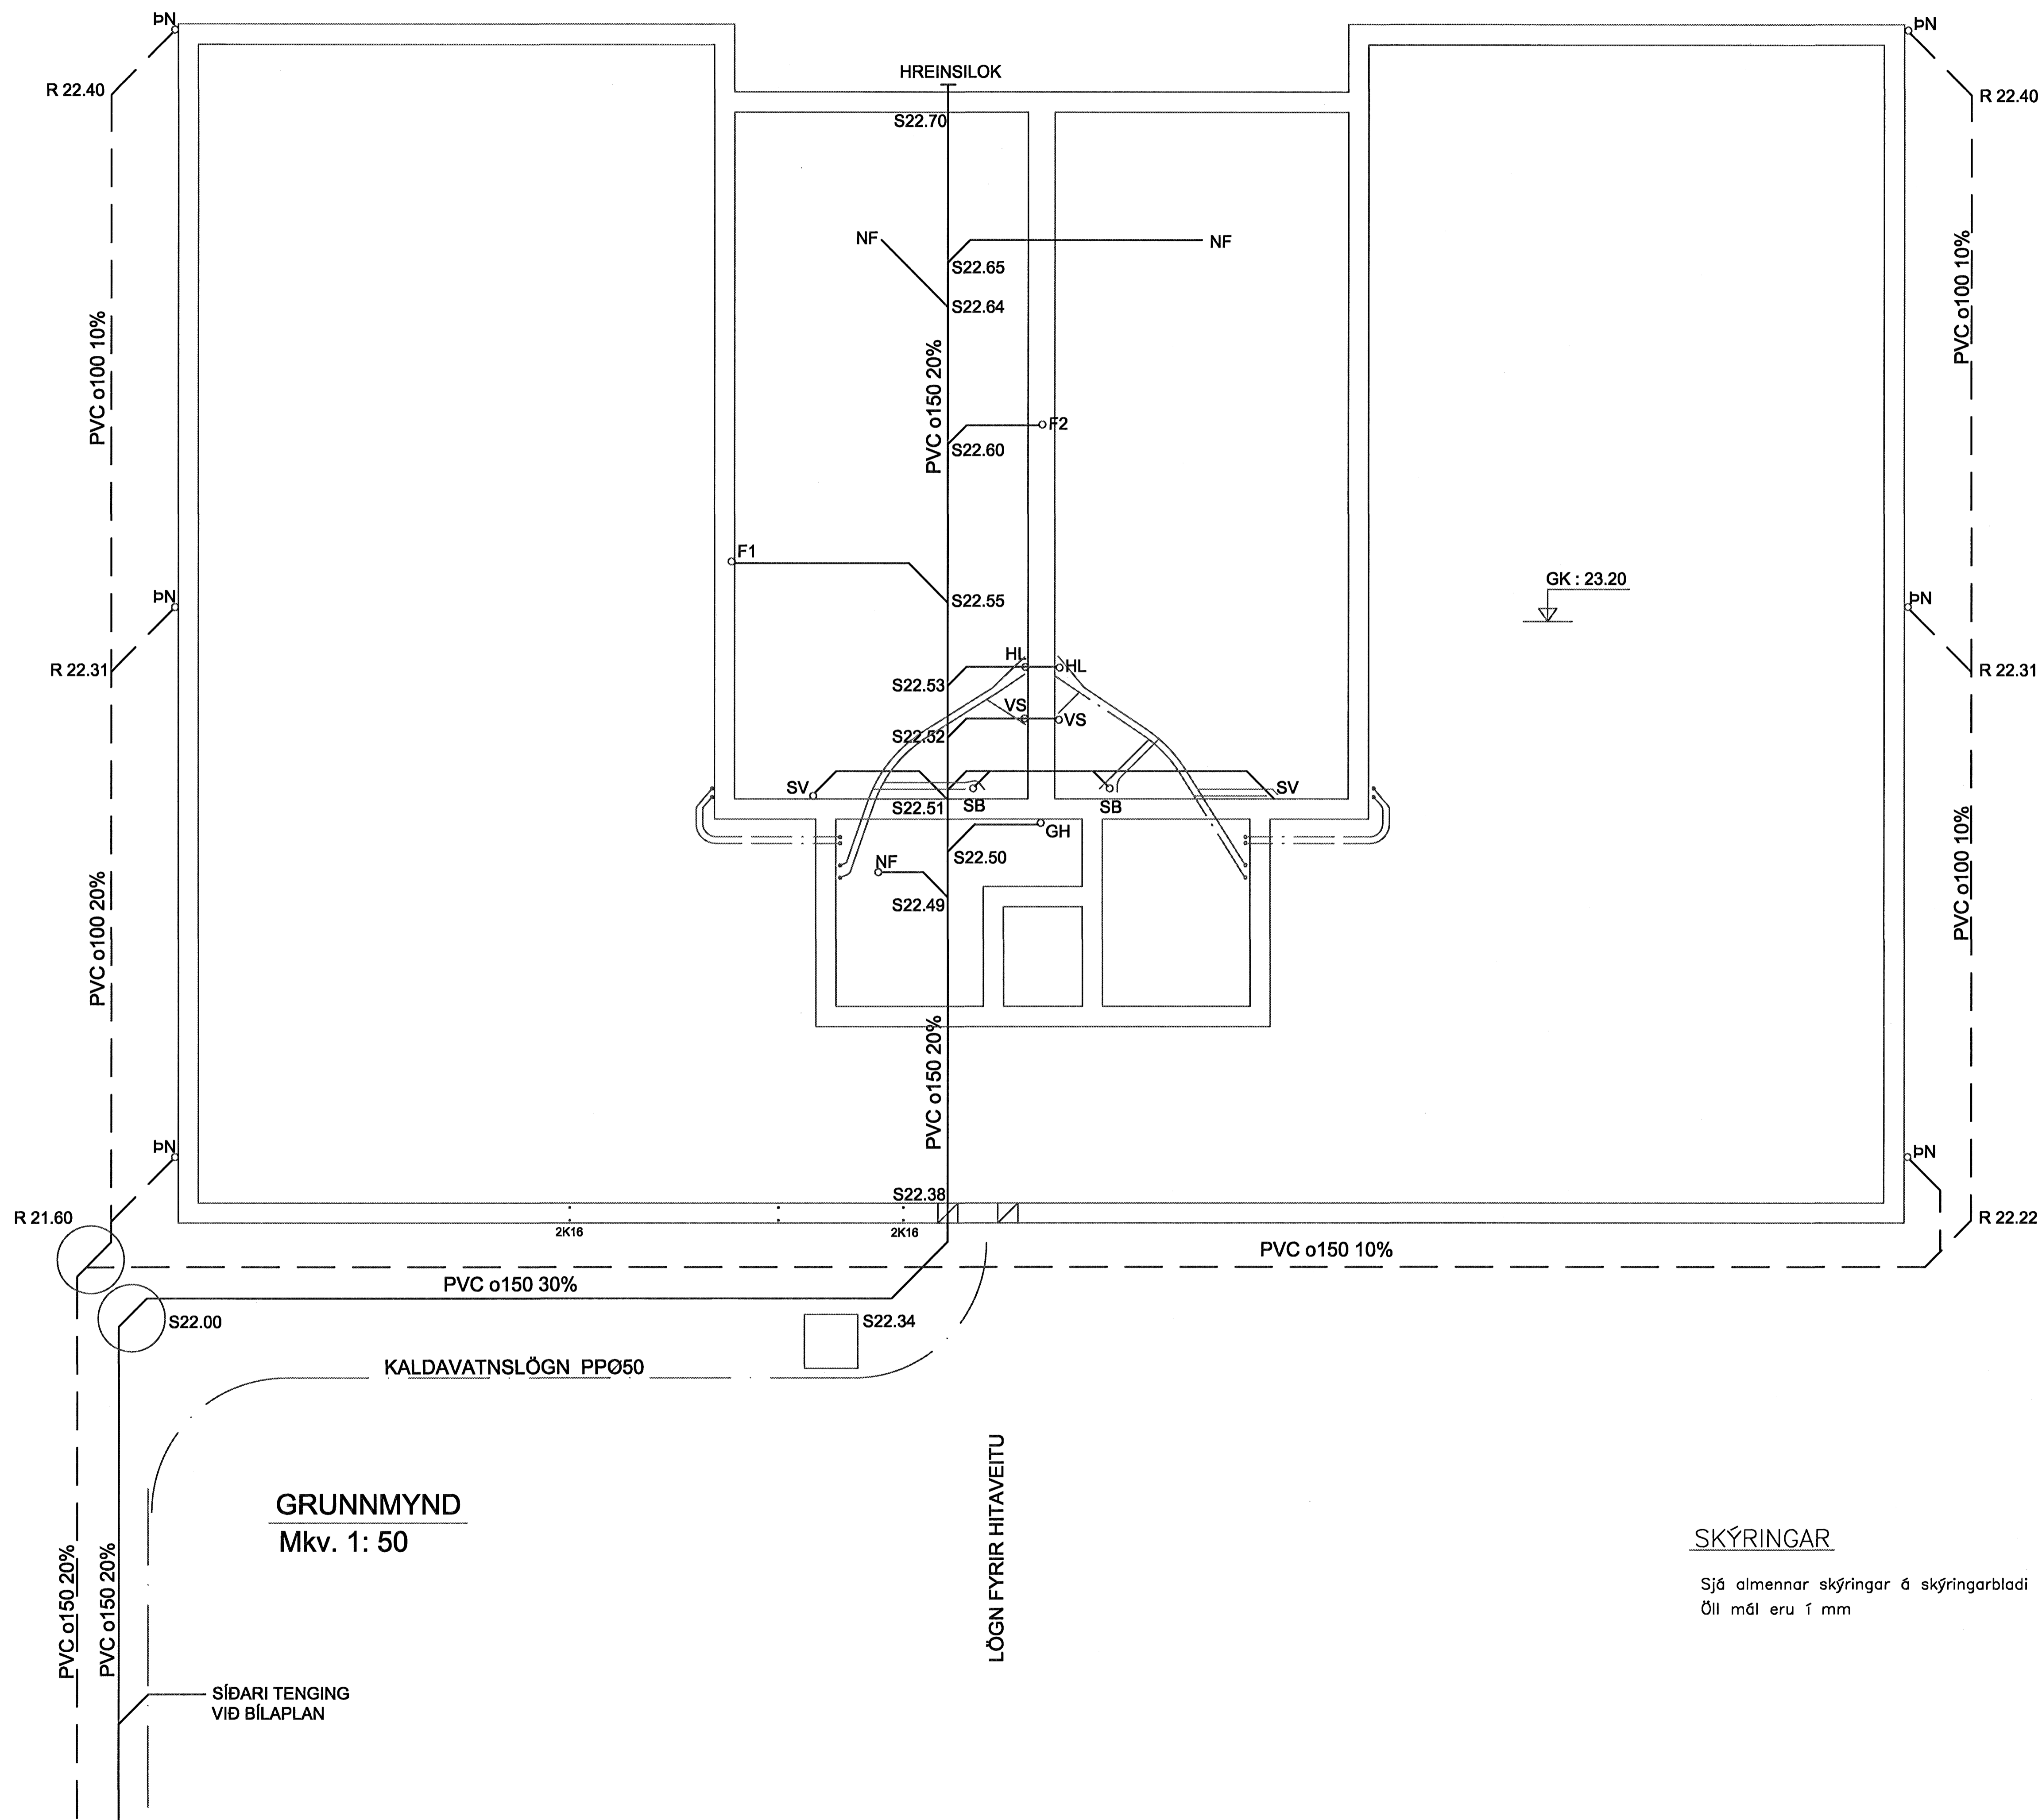 ÞN
ÞN
HREINSILOK
R 22.40
R 22.40
S22.70
NF
NF
S22.65
S22.64
PVC o100 10%
PVC o150 20%
PVC o100 10%
F2
S22.60
F1
S22.55
GK : 23.20
ÞN
ÞN
R 22.31
R 22.31
HL
HL
S22.53
VS
VS
S22.52
SV
SV
S22.51
SB
SB
GH
S22.50
NF
S22.49
PVC o100 20%
PVC o100 10%
PVC o150 20%
ÞN
ÞN
S22.38
R 21.60
R 22.22
2K16
2K16
PVC o150 10%
PVC o150 30%
S22.00
S22.34
KALDAVATNSLÖGN PPØ50
LÖGN FYRIR HITAVEITU
GRUNNMYND
Mkv. 1: 50
PVC o150 20%
PVC o150 20%
SÍÐARI TENGING
VIÐ BÍLAPLAN
SKÝRINGAR
Sjá almennar skýringar á skýringarbladi
Öll mál eru í mm